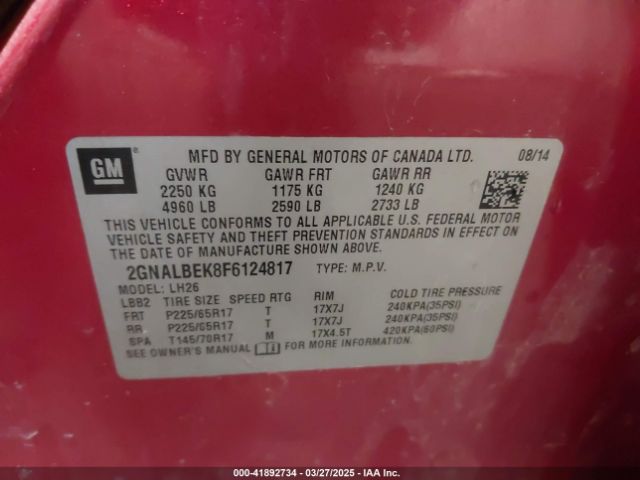 GM ®
MFD BY GENERAL MOTORS OF CANADA LTD. 08/14
GVWR GAWR FRT GAWR RR
2250 KG 1175 KG 1240 KG
4960 LB 2590 LB 2733 LB
THIS VEHICLE CONFORMS TO ALL APPLICABLE U.S. FEDERAL MOTOR
VEHICLE SAFETY AND THEFT PREVENTION STANDARDS IN EFFECT
ON THE DATE OF MANUFACTURE SHOWN ABOVE.
2GNALBEK8F6124817 TYPE: M.P.V.
MODEL: LH26
LBB2 TIRE SIZE SPEED RTG RIM COLD TIRE PRESSURE
FRT P225/65R17 T 17X7J 240KPA(35PSI)
RR P225/65R17 T 17X7J 240KPA(35PSI)
SPA T145/70R17 M 17X4.5T 420KPA(60PSI)
SEE OWNER'S MANUAL FOR MORE INFORMATION.
000-41892734 — 03/27/2025 — IAA Inc.